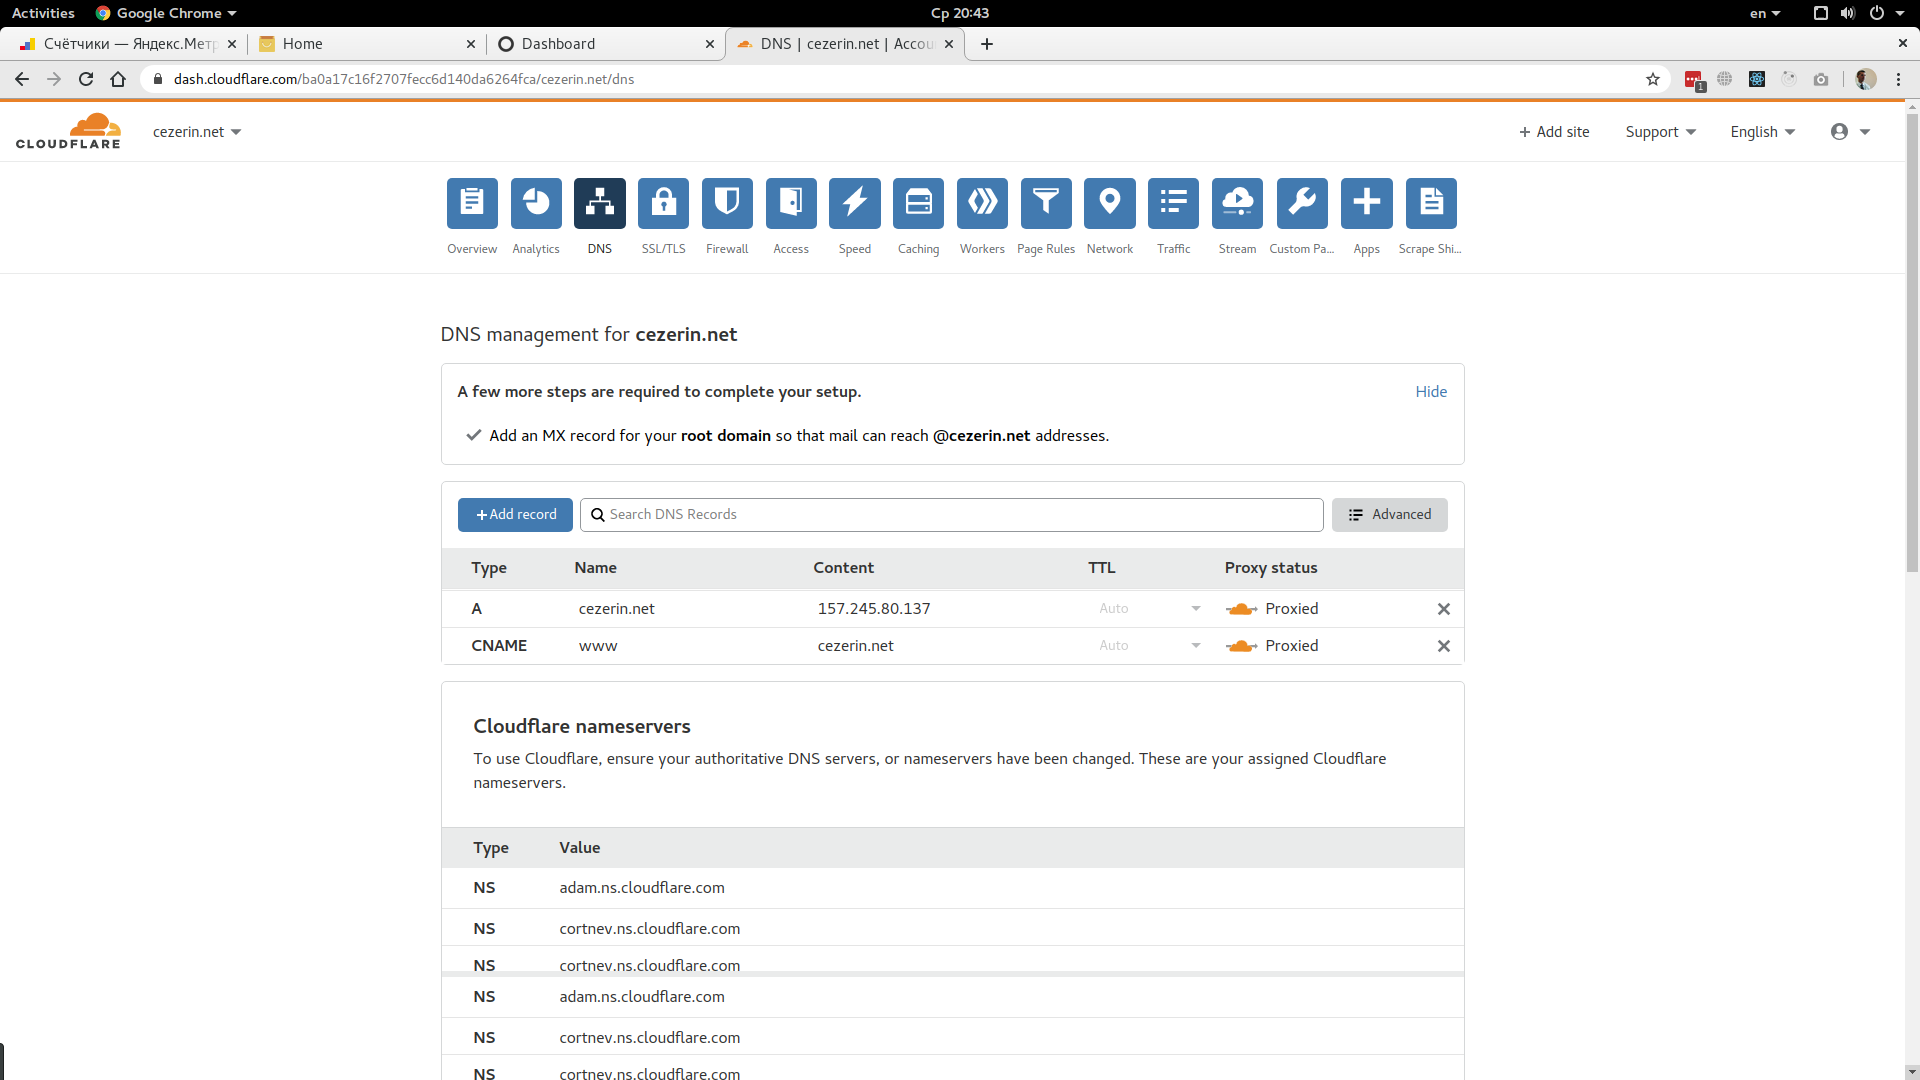 Activities Google Chrome Ср 20:43 en
Счётчики — Яндекс.Метр Home Dashboard DNS | cezerin.net | Accou
dash.cloudflare.com/ba0a17c16f2707fecc6d140da6264fca/cezerin.net/dns 1
CLOUDFLARE cezerin.net + Add site Support English
Overview Analytics DNS SSL/TLS Firewall Access Speed Caching Workers Page Rules Network Traffic Stream Custom Pa... Apps Scrape Shi...
DNS management for cezerin.net
A few more steps are required to complete your setup. Hide
Add an MX record for your root domain so that mail can reach @cezerin.net addresses.
+Add record Search DNS Records Advanced
Type Name Content TTL Proxy status
A cezerin.net 157.245.80.137 Auto Proxied
CNAME www cezerin.net Auto Proxied
Cloudflare nameservers
To use Cloudflare, ensure your authoritative DNS servers, or nameservers have been changed. These are your assigned Cloudflare
nameservers.
Type Value
NS adam.ns.cloudflare.com
NS cortney.ns.cloudflare.com
NS cortney.ns.cloudflare.com
NS adam.ns.cloudflare.com
NS cortney.ns.cloudflare.com
NS cortney.ns.cloudflare.com